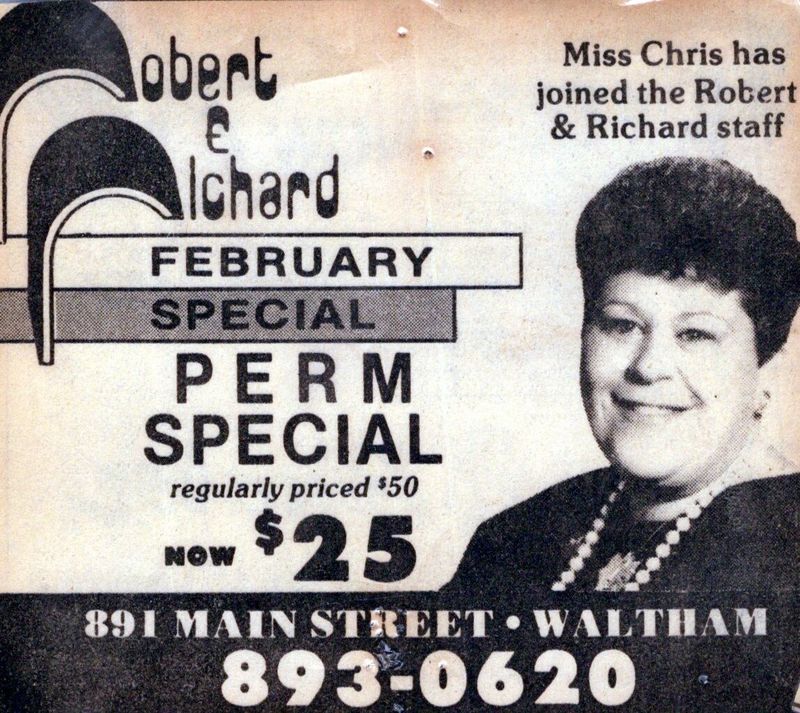 Robert
&
Richard
Miss Chris has
joined the Robert
& Richard staff
FEBRUARY
SPECIAL
PERM
SPECIAL
regularly priced $50
NOW $25
891 MAIN STREET • WALTHAM
893-0620